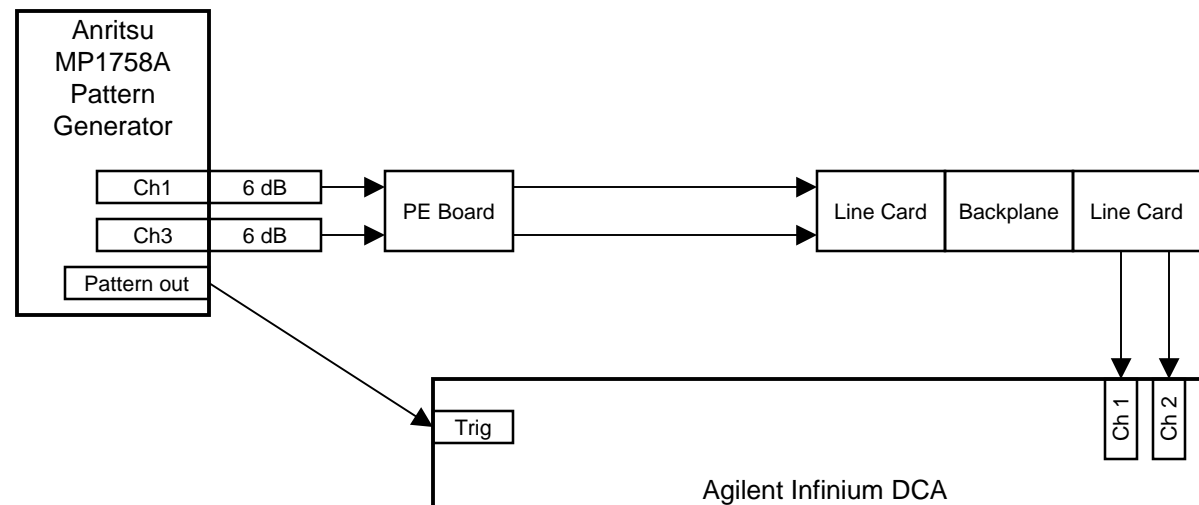 Anritsu
MP1758A
Pattern
Generator
Ch1
6 dB
Ch3
6 dB
Pattern out
PE Board
Line Card
Backplane
Line Card
Trig
Ch 1
Ch 2
Agilent Infinium DCA